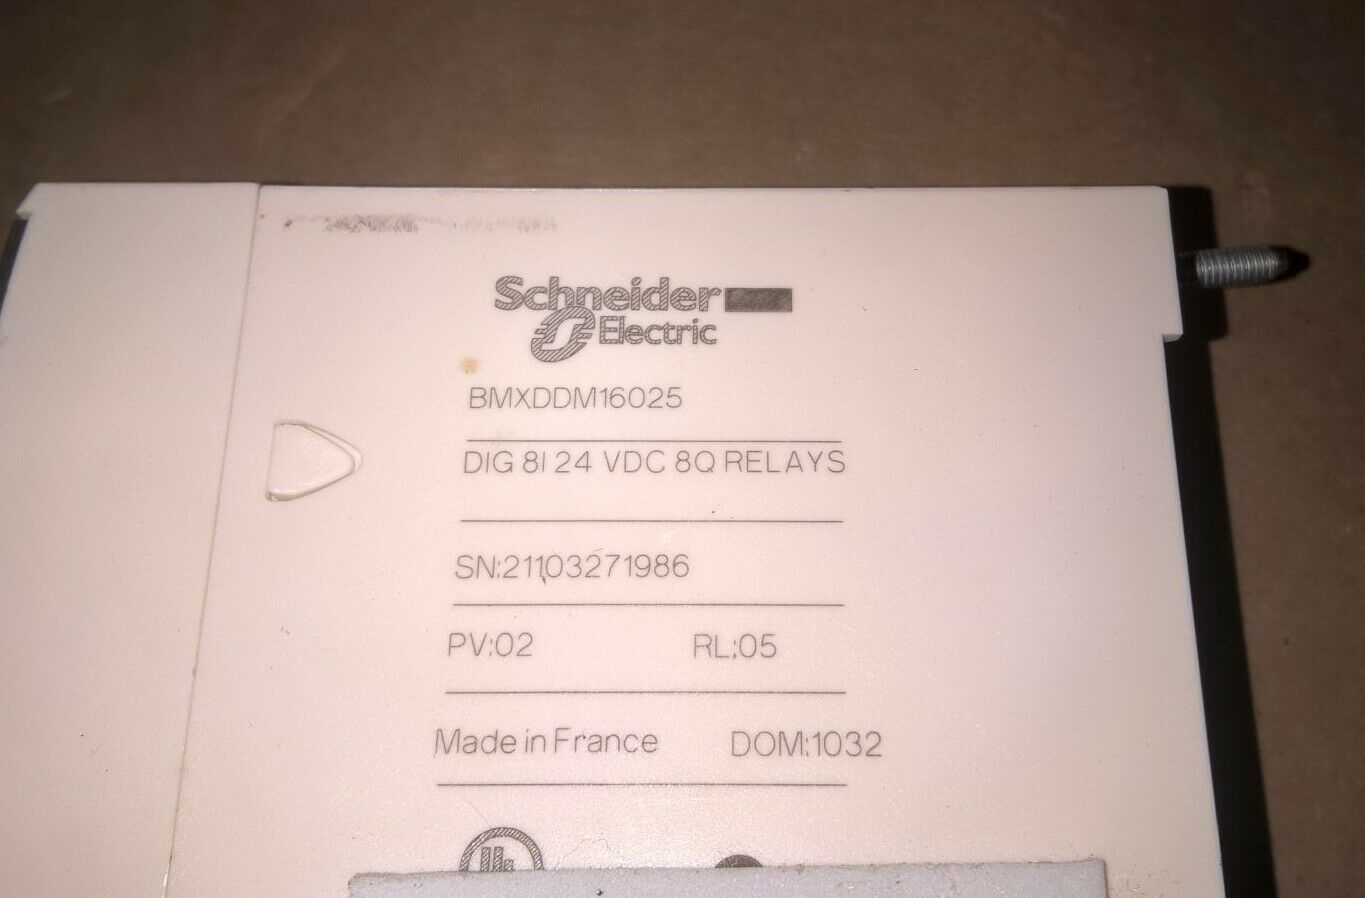 Schneider
Electric
BMXDDM16025
DIG 8I 24 VDC 8Q RELAYS
SN:21103271986
PV:02 RL:05
Made in France DOM:1032